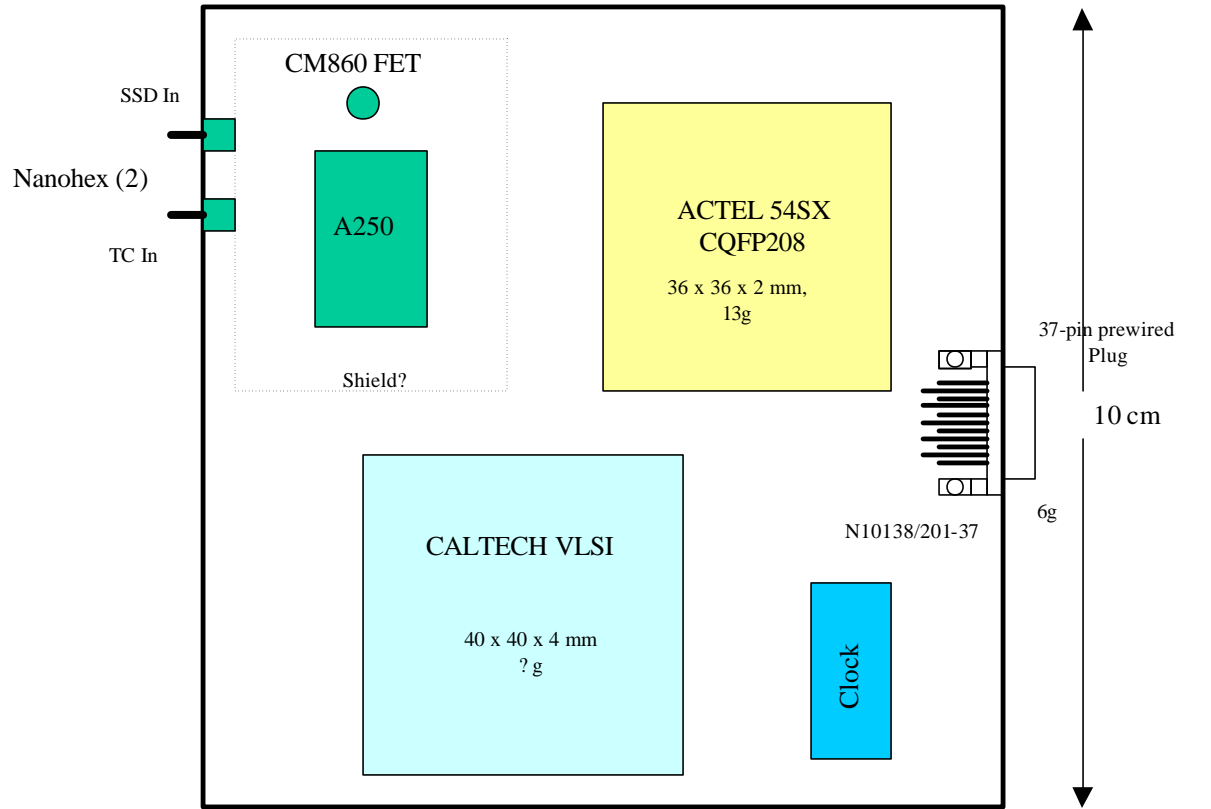 CM860 FET
SSD In
Nanohex (2)
A250
TC In
Shield?
ACTEL 54SX
CQFP208
36 x 36 x 2 mm,
13g
37-pin prewired
Plug
10 cm
6g
N10138/201-37
CALTECH VLSI
40 x 40 x 4 mm
? g
Clock